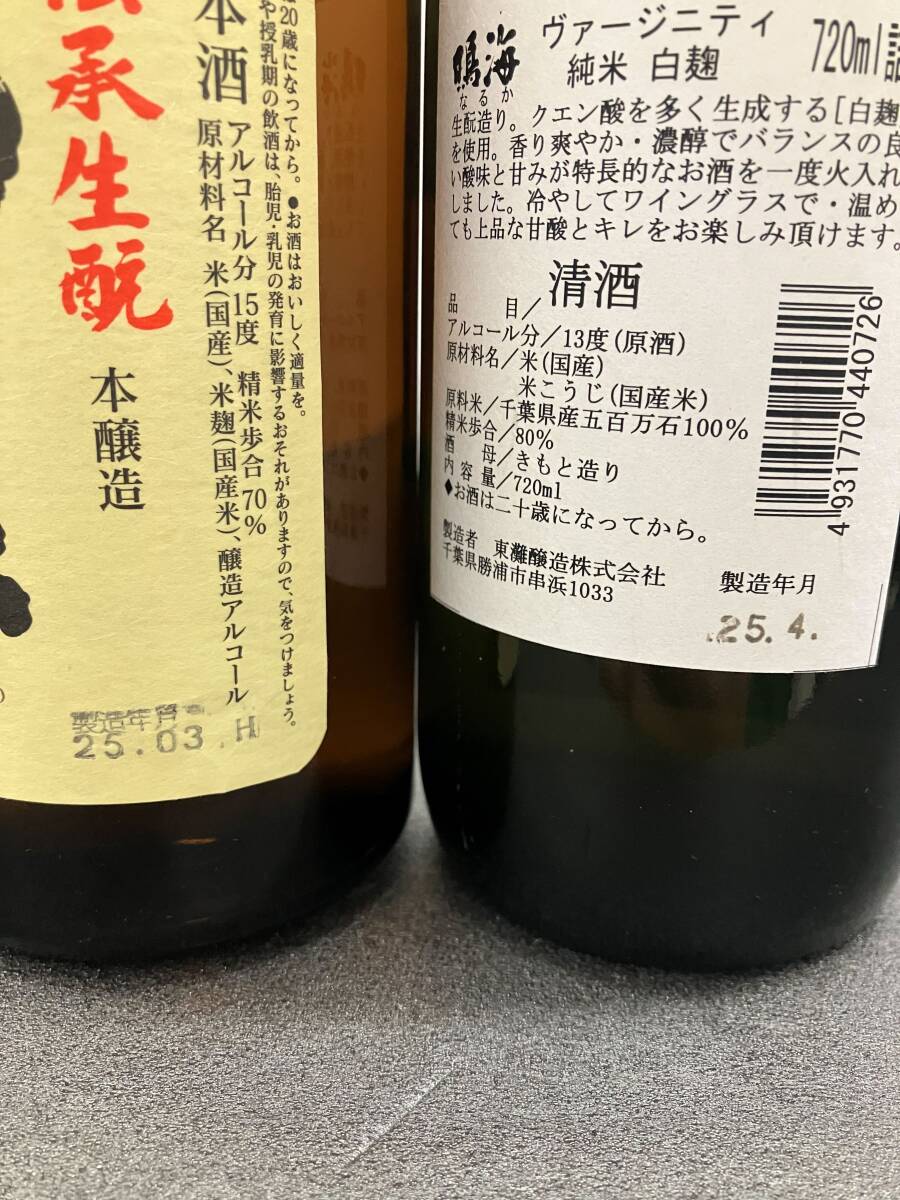 伝承生酛
本醸造
本酒 アルコール分 15度 精米歩合 70%
原材料名 米(国産)、米麹(国産米)、醸造アルコール
20歳になってから。●お酒はおいしく適量を。
や授乳期の飲酒は、胎児・乳児の発育に影響するおそれがありますので、気をつけましょう。
製造年月
25.03.H
鳴海
なるか
ヴァージニティ
純米 白麹
720ml詰
生酛造り。クエン酸を多く生成する[白麹
を使用。香り爽やか・濃醇でバランスの良
い酸味と甘みが特長的なお酒を一度火入れ
しました。冷やしてワイングラスで・温め
ても上品な甘酸とキレをお楽しみ頂けます。
品 目/清酒
アルコール分/13度(原酒)
原材料名/米(国産)
米こうじ(国産米)
原料米/千葉県産五百万石100%
精米歩合/80%
酒 母/きもと造り
内容量/720ml
◆お酒は二十歳になってから。
製造者 東灘醸造株式会社
千葉県勝浦市串浜1033
製造年月
25.4.
4931770440726